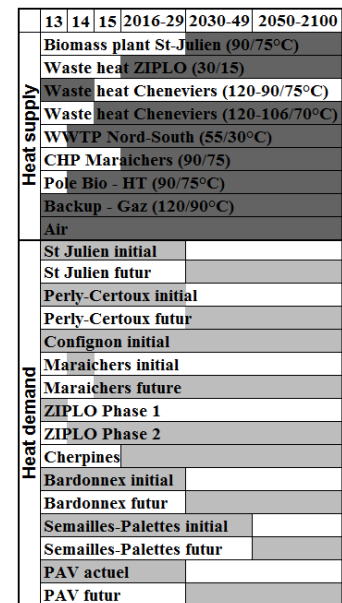 13 14 15 2016-29 2030-49 2050-2100
Heat supply
Biomass plant St-Julien (90/75°C)
Waste heat ZIPLO (30/15)
Waste heat Cheneviers (120-90/75°C)
Waste heat Cheneviers (120-106/70°C)
WWTP Nord-South (55/30°C)
CHP Maraichers (90/75)
Pole Bio - HT (90/75°C)
Backup - Gaz (120/90°C)
Air
Heat demand
St Julien initial
St Julien futur
Perly-Certoux initial
Perly-Certoux futur
Confignon initial
Maraichers initial
Maraichers future
ZIPLO Phase 1
ZIPLO Phase 2
Cherpines
Bardonnex initial
Bardonnex futur
Semailles-Palettes initial
Semailles-Palettes futur
PAV actuel
PAV futur